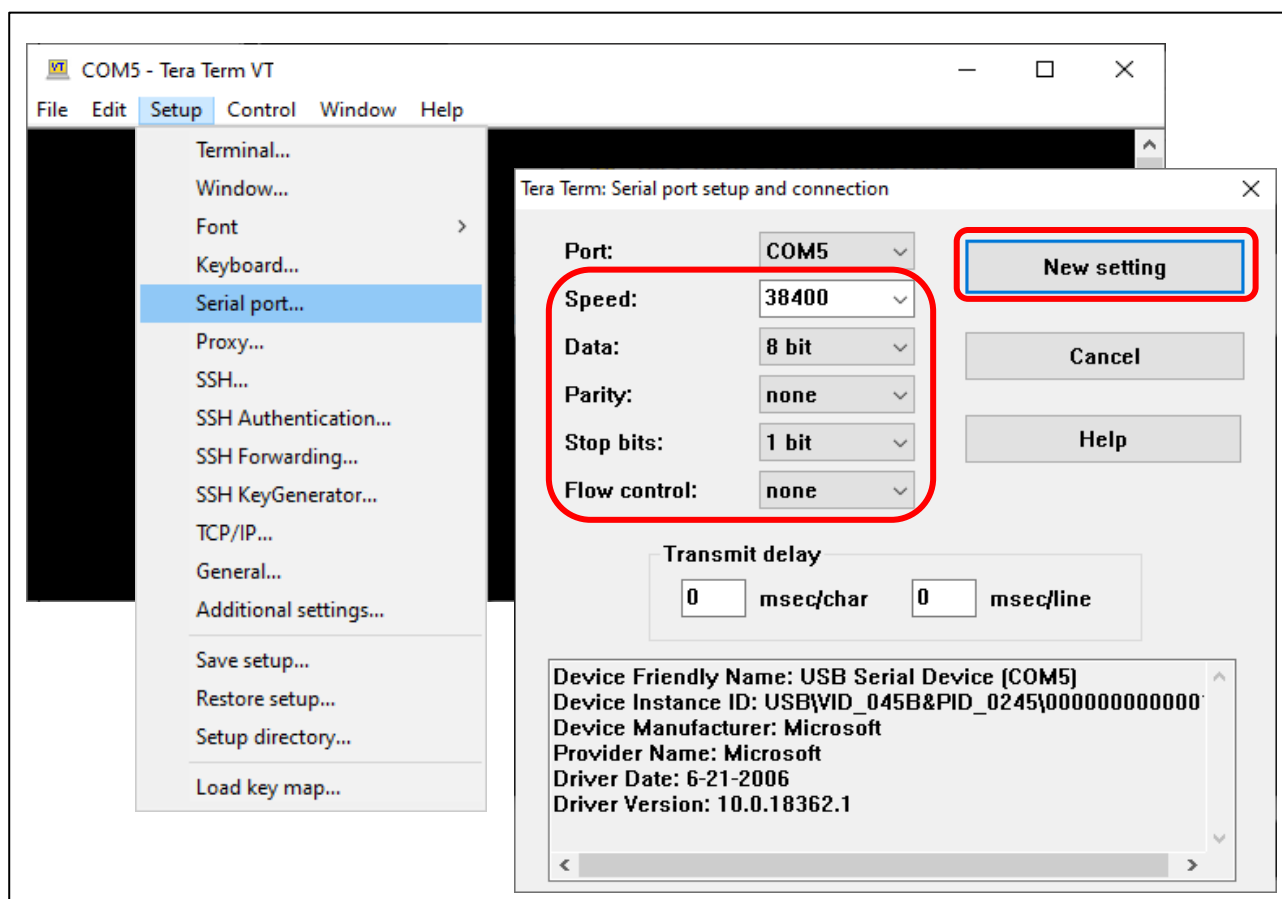 COM5 - Tera Term VT
File Edit Setup Control Window Help
Terminal...
Window...
Font
Keyboard...
Serial port...
Proxy...
SSH...
SSH Authentication...
SSH Forwarding...
SSH KeyGenerator...
TCP/IP...
General...
Additional settings...
Save setup...
Restore setup...
Setup directory...
Load key map...
Tera Term: Serial port setup and connection
Port: COM5
New setting
Speed: 38400
Data: 8 bit
Cancel
Parity: none
Stop bits: 1 bit
Help
Flow control: none
Transmit delay
0 msec/char 0 msec/line
Device Friendly Name: USB Serial Device (COM5)
Device Instance ID: USB\VID_045B&PID_0245\000000000000
Device Manufacturer: Microsoft
Provider Name: Microsoft
Driver Date: 6-21-2006
Driver Version: 10.0.18362.1